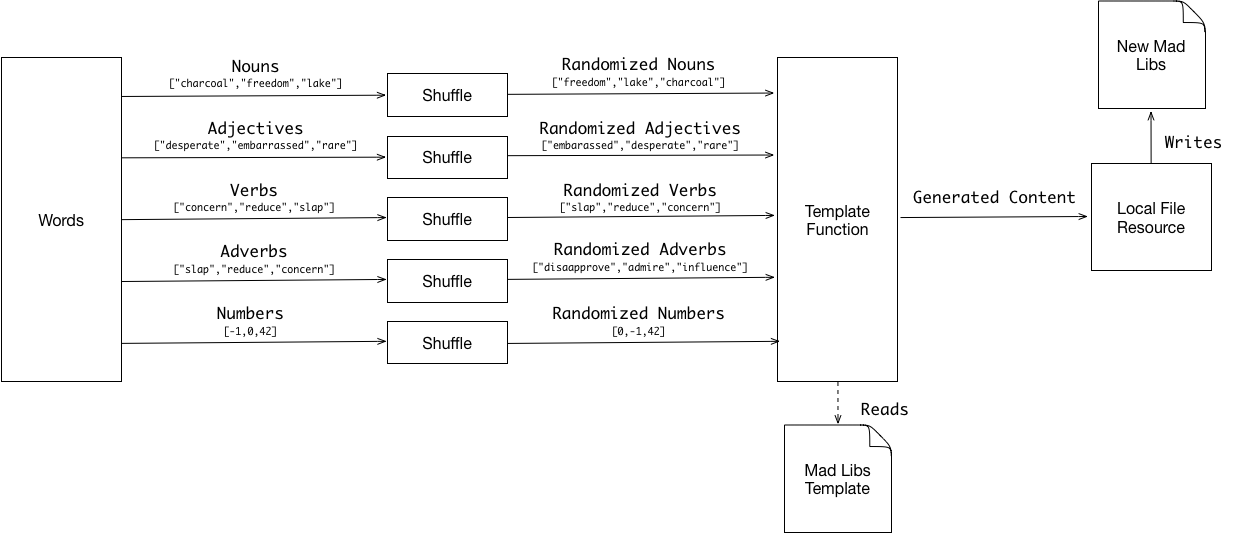 Nouns
["charcoal","freedom","lake"]
Shuffle
Randomized Nouns
["freedom","lake","charcoal"]
Adjectives
["desperate","embarrassed","rare"]
Shuffle
Randomized Adjectives
["embarassed","desperate","rare"]
Verbs
["concern","reduce","slap"]
Shuffle
Randomized Verbs
["slap","reduce","concern"]
Words
Adverbs
["slap","reduce","concern"]
Shuffle
Randomized Adverbs
["disaapprove","admire","influence"]
Numbers
[-1,0,42]
Shuffle
Randomized Numbers
[0,-1,42]
Template
Function
Reads
Mad Libs
Template
Generated Content
Local File
Resource
Writes
New Mad
Libs